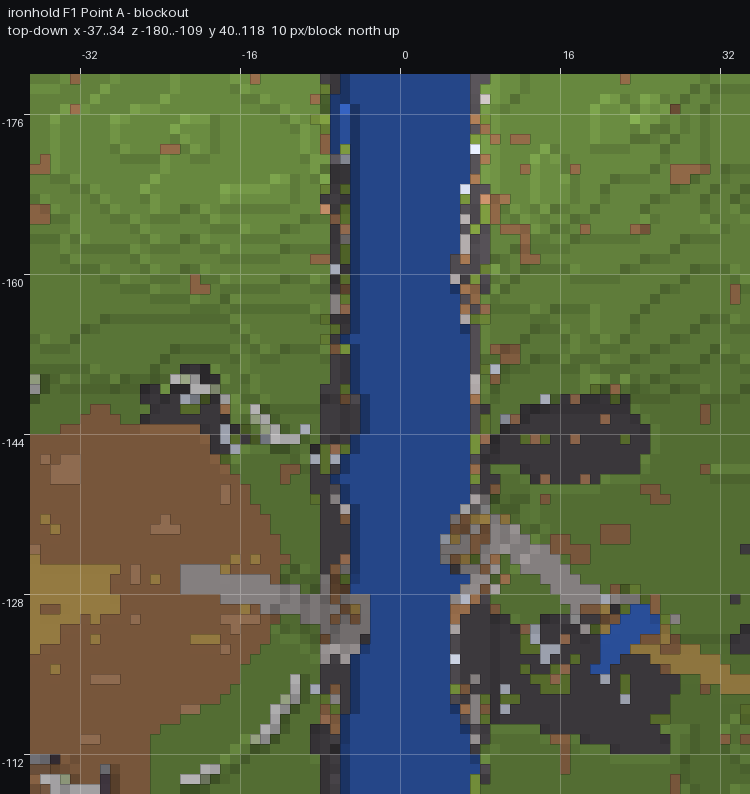 ironhold F1 Point A - blockout
top-down  x -37..34  z -180..-109  y 40..118  10 px/block  north up
-32 -16 0 16 32
-176
-160
-144
-128
-112